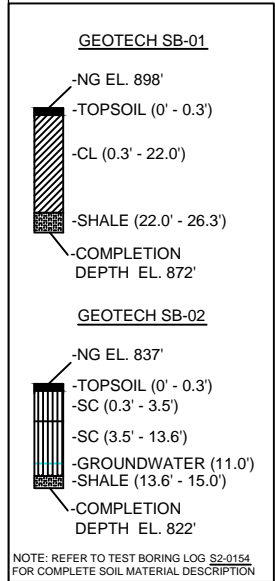 GEOTECH SB-01
-NG EL. 898'
-TOPSOIL (0' - 0.3')
-CL (0.3' - 22.0')
-SHALE (22.0' - 26.3')
-COMPLETION
DEPTH EL. 872'
GEOTECH SB-02
-NG EL. 837'
-TOPSOIL (0' - 0.3')
-SC (0.3' - 3.5')
-SC (3.5' - 13.6')
-GROUNDWATER (11.0')
-SHALE (13.6' - 15.0')
-COMPLETION
DEPTH EL. 822'
NOTE: REFER TO TEST BORING LOG S2-0154
FOR COMPLETE SOIL MATERIAL DESCRIPTION